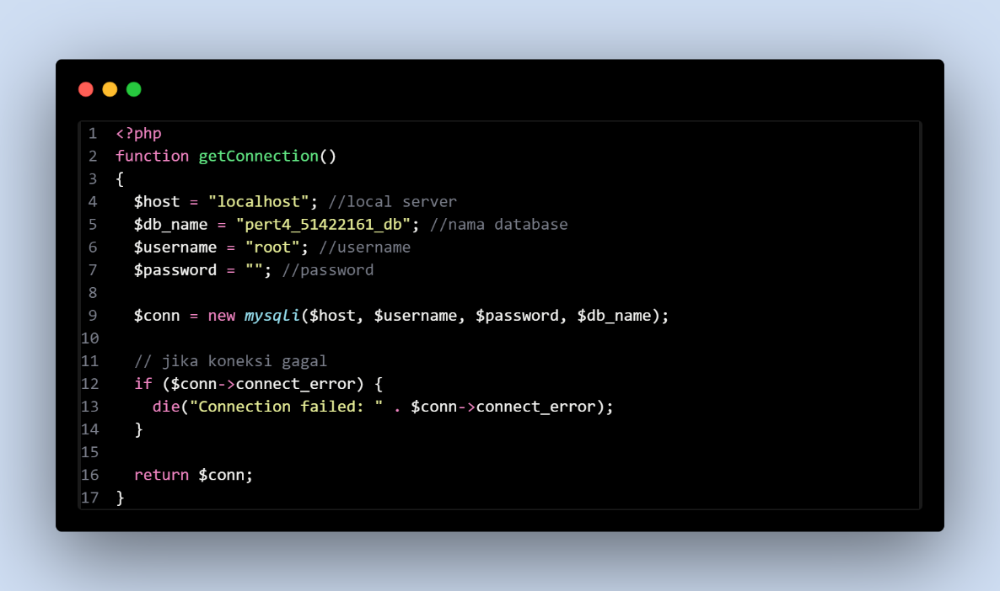 1 <?php
2 function getConnection()
3 {
4   $host = "localhost"; //local server
5   $db_name = "pert4_51422161_db"; //nama database
6   $username = "root"; //username
7   $password = ""; //password
8
9   $conn = new mysqli($host, $username, $password, $db_name);
10
11   // jika koneksi gagal
12   if ($conn->connect_error) {
13     die("Connection failed: " . $conn->connect_error);
14   }
15
16   return $conn;
17 }